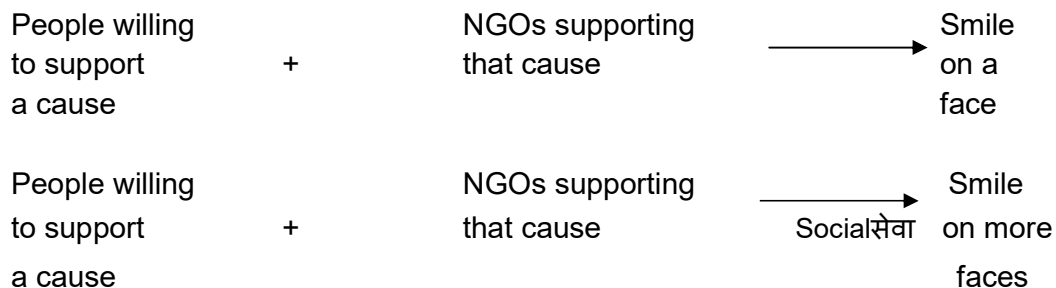 People willing NGOs supporting Smile
to support + that cause on a
a cause face
People willing NGOs supporting Smile
to support + that cause Socialसेवा on more
a cause faces